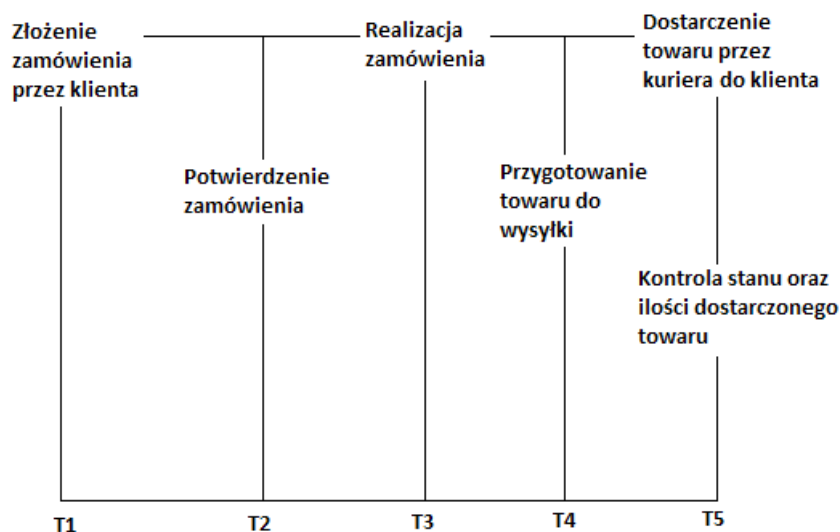 Złożenie
zamówienia
przez klienta
Potwierdzenie
zamówienia
Realizacja
zamówienia
Przygotowanie
towaru do
wysyłki
Dostarczenie
towaru przez
kuriera do klienta
Kontrola stanu oraz
ilości dostarczonego
towaru
T1
T2
T3
T4
T5